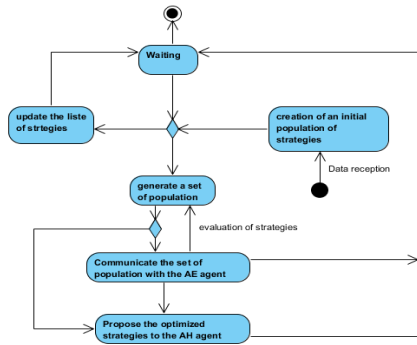 Waiting
update the liste
of strtegies
creation of an initial
population of
strategies
Data reception
generate a set
of population
evaluation of strategies
Communicate the set of
population with the AE agent
Propose the optimized
strategies to the AH agent